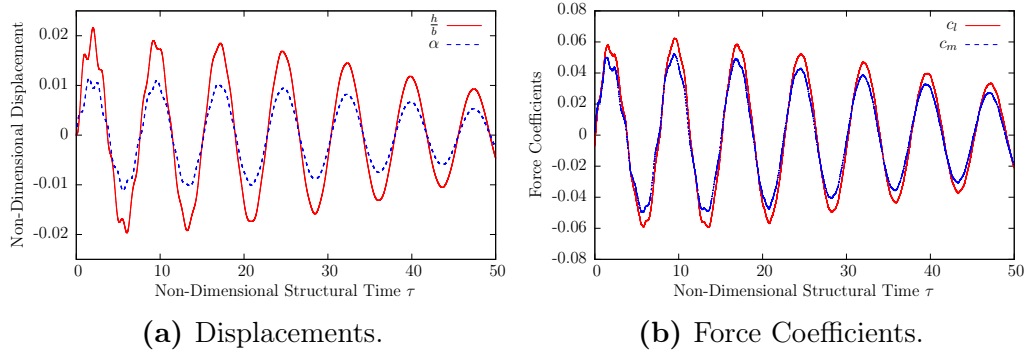 Non-Dimensional Displacement
0.02
0.01
0
-0.01
-0.02
h/b
α
0 10 20 30 40 50
Non-Dimensional Structural Time τ
(a) Displacements.
Force Coefficients
0.08
0.06
0.04
0.02
0
-0.02
-0.04
-0.06
-0.08
c_l
c_m
0 10 20 30 40 50
Non-Dimensional Structural Time τ
(b) Force Coefficients.